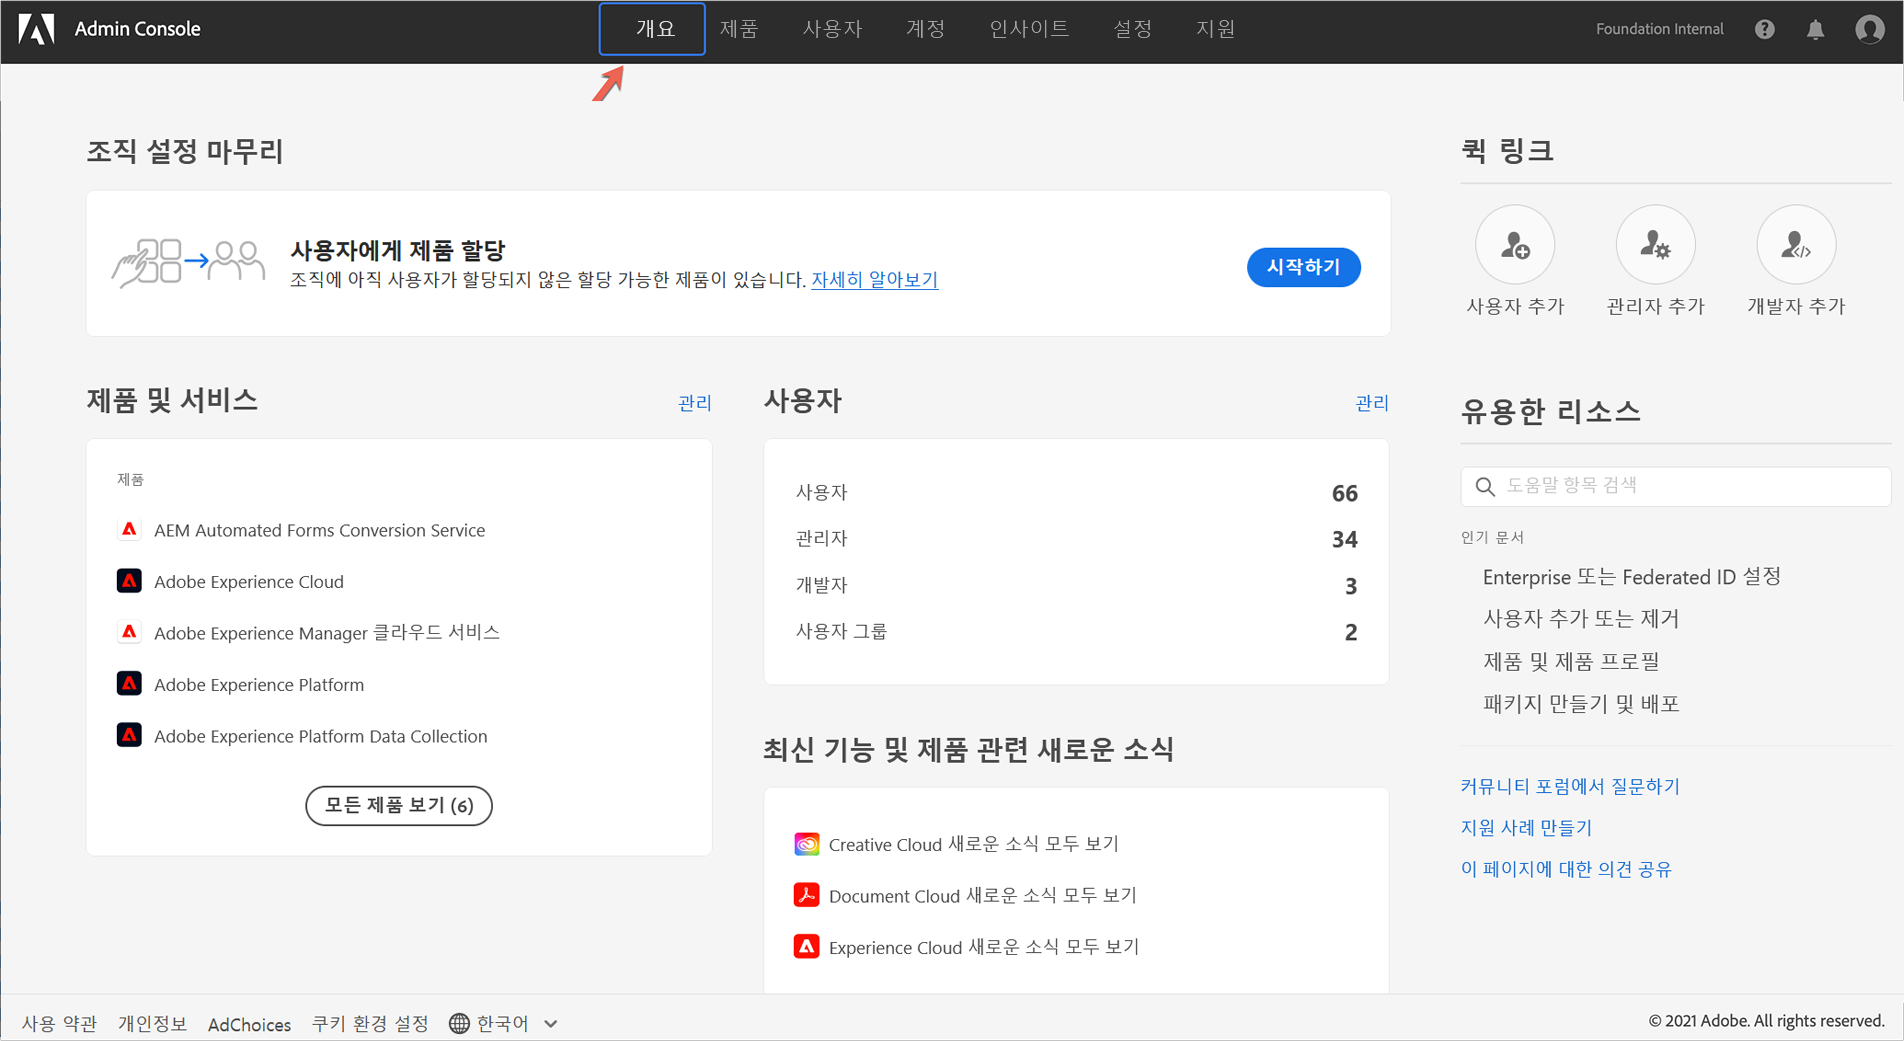 Admin Console
개요 제품 사용자 계정 인사이트 설정 지원
Foundation Internal
조직 설정 마무리
사용자에게 제품 할당
조직에 아직 사용자가 할당되지 않은 할당 가능한 제품이 있습니다. 자세히 알아보기
시작하기
퀵 링크
사용자 추가 관리자 추가 개발자 추가
제품 및 서비스 관리
제품
AEM Automated Forms Conversion Service
Adobe Experience Cloud
Adobe Experience Manager 클라우드 서비스
Adobe Experience Platform
Adobe Experience Platform Data Collection
모든 제품 보기 (6)
사용자 관리
사용자 66
관리자 34
개발자 3
사용자 그룹 2
최신 기능 및 제품 관련 새로운 소식
Creative Cloud 새로운 소식 모두 보기
Document Cloud 새로운 소식 모두 보기
Experience Cloud 새로운 소식 모두 보기
유용한 리소스
도움말 항목 검색
인기 문서
Enterprise 또는 Federated ID 설정
사용자 추가 또는 제거
제품 및 제품 프로필
패키지 만들기 및 배포
커뮤니티 포럼에서 질문하기
지원 사례 만들기
이 페이지에 대한 의견 공유
사용 약관 개인정보 AdChoices 쿠키 환경 설정 한국어
© 2021 Adobe. All rights reserved.